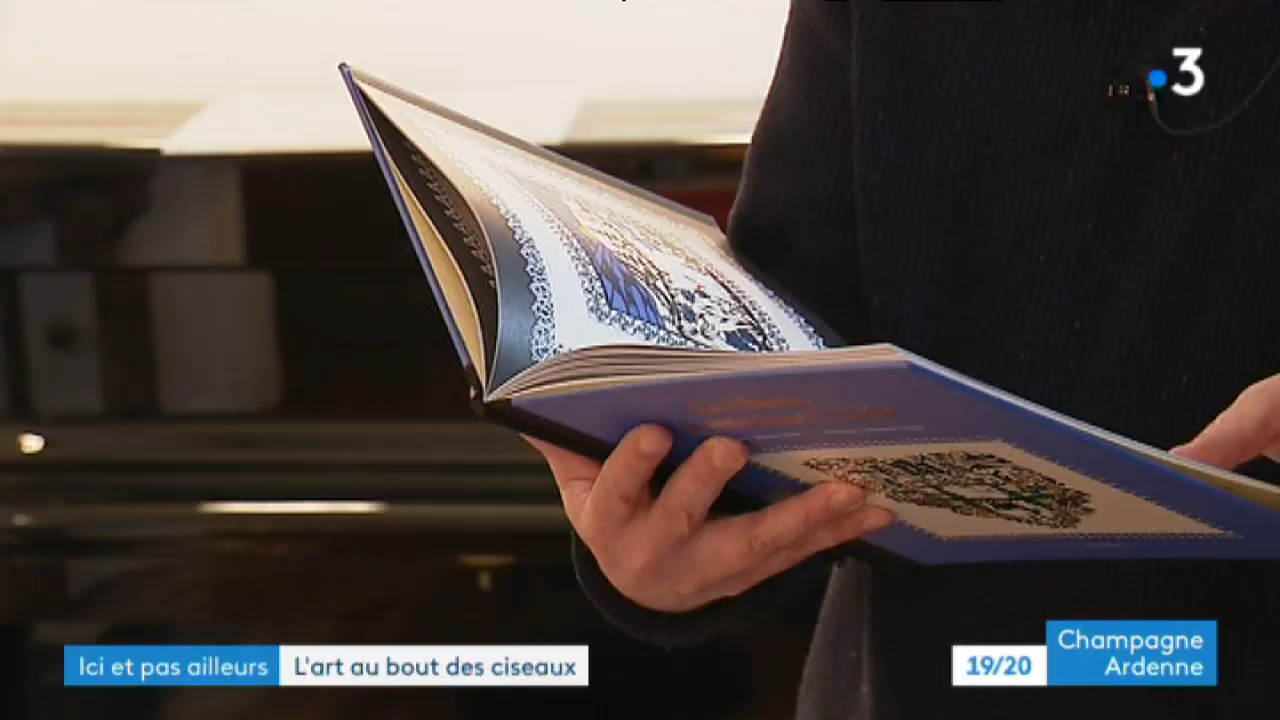 3
Ici et pas ailleurs
L'art au bout des ciseaux
19/20
Champagne
Ardenne